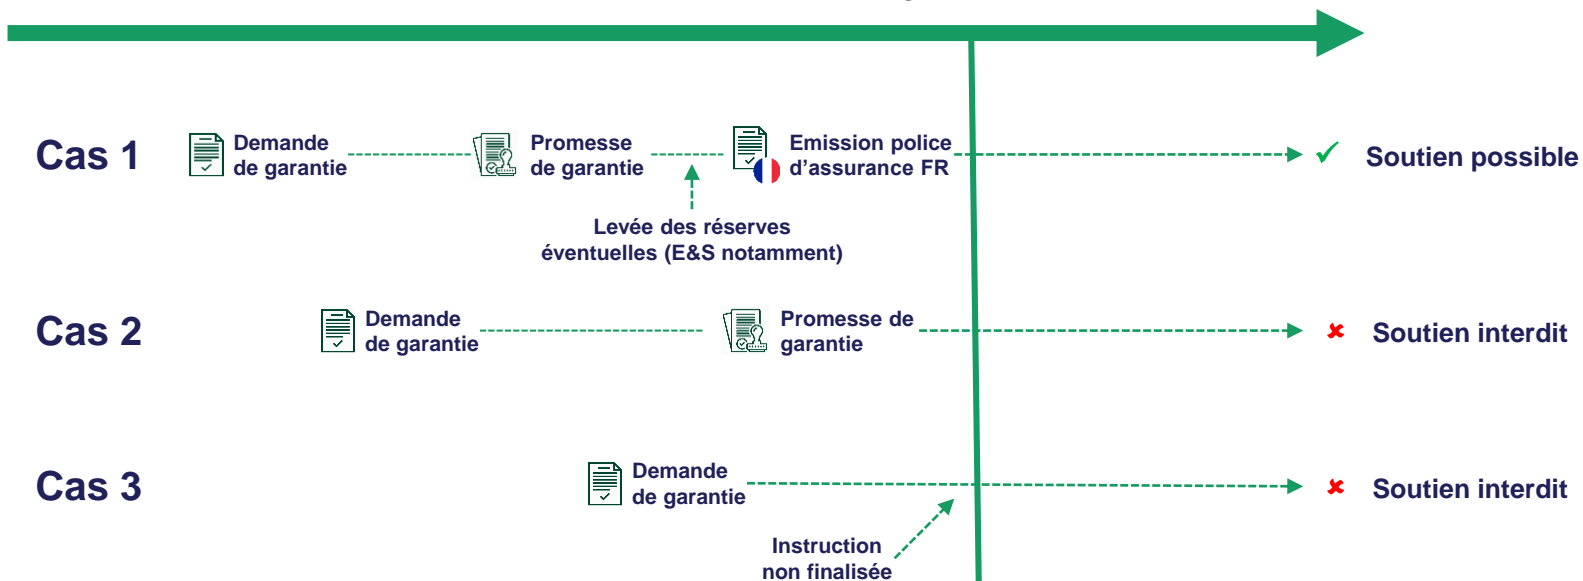 Cas 1
Demande
de garantie
Promesse
de garantie
Emission police
d'assurance FR
Soutien possible
Levée des réserves
éventuelles (E&S notamment)
Cas 2
Demande
de garantie
Promesse de
garantie
Soutien interdit
Cas 3
Demande
de garantie
Soutien interdit
Instruction
non finalisée